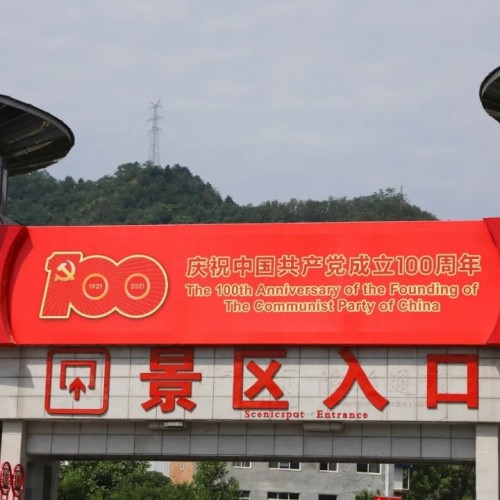 庆祝中国共产党成立100周年
The 100th Anniversary of the Founding of
The Communist Party of China
100
1921 2021
景区入口
Scenicspot Entrance